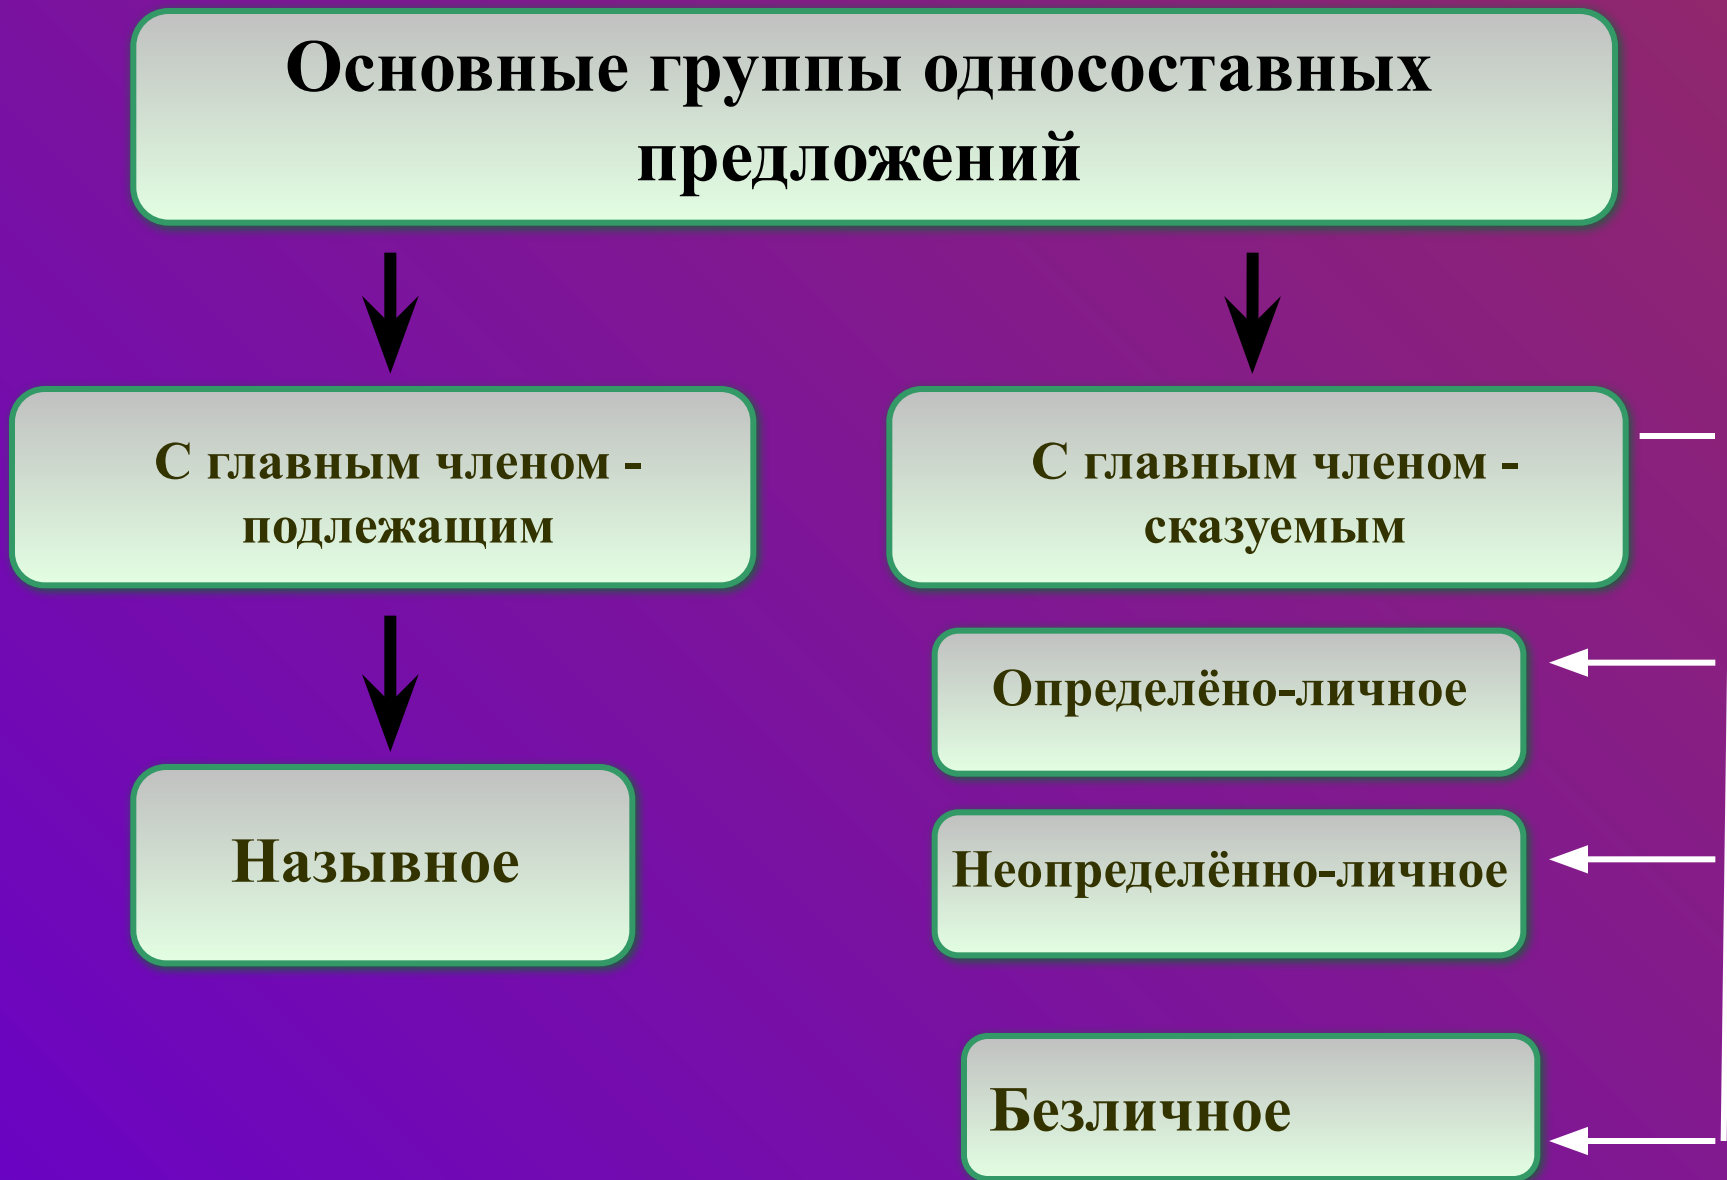 Основные группы односоставных
предложений
С главным членом -
подлежащим
С главным членом -
сказуемым
Определёно-личное
Неопределённо-личное
Назывное
Безличное